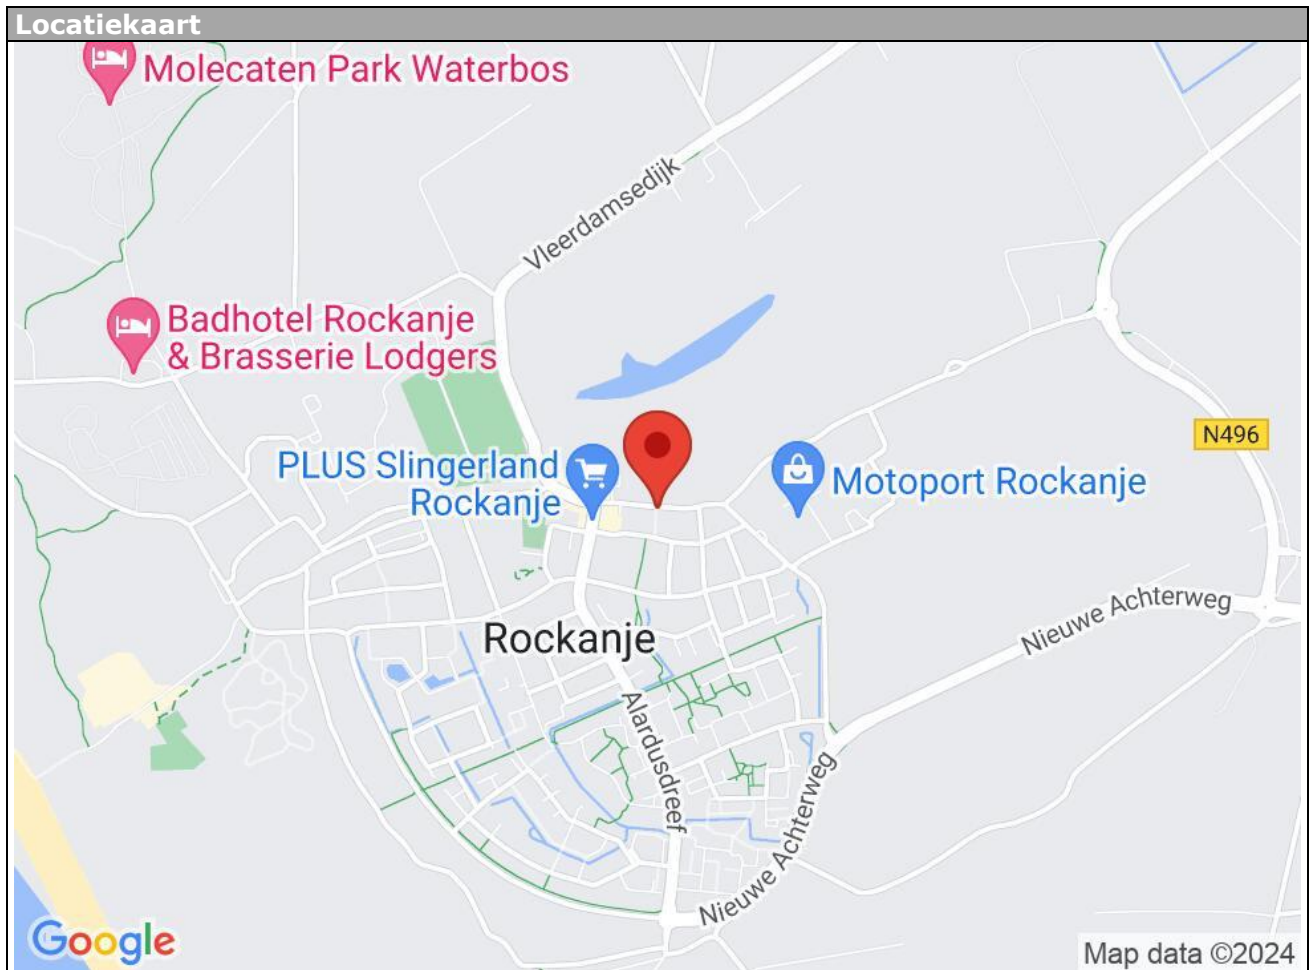 Locatiekaart
Molecaten Park Waterbos
Vleerdamsedijk
Badhotel Rockanje
& Brasserie Lodgers
N496
PLUS Slingerland
Rockanje
Motoport Rockanje
Nieuwe Achterweg
Rockanje
Alardusdreef
Nieuwe Achterweg
Google
Map data ©2024